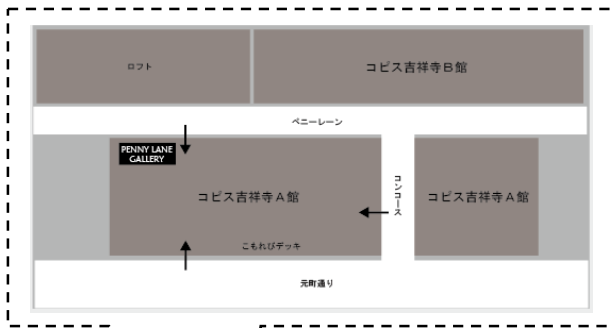 ロフト
コピス吉祥寺B館
ペニーレーン
PENNY LANE
GALLERY
コピス吉祥寺A館
コンコース
コピス吉祥寺A館
こもれびデッキ
元町通り